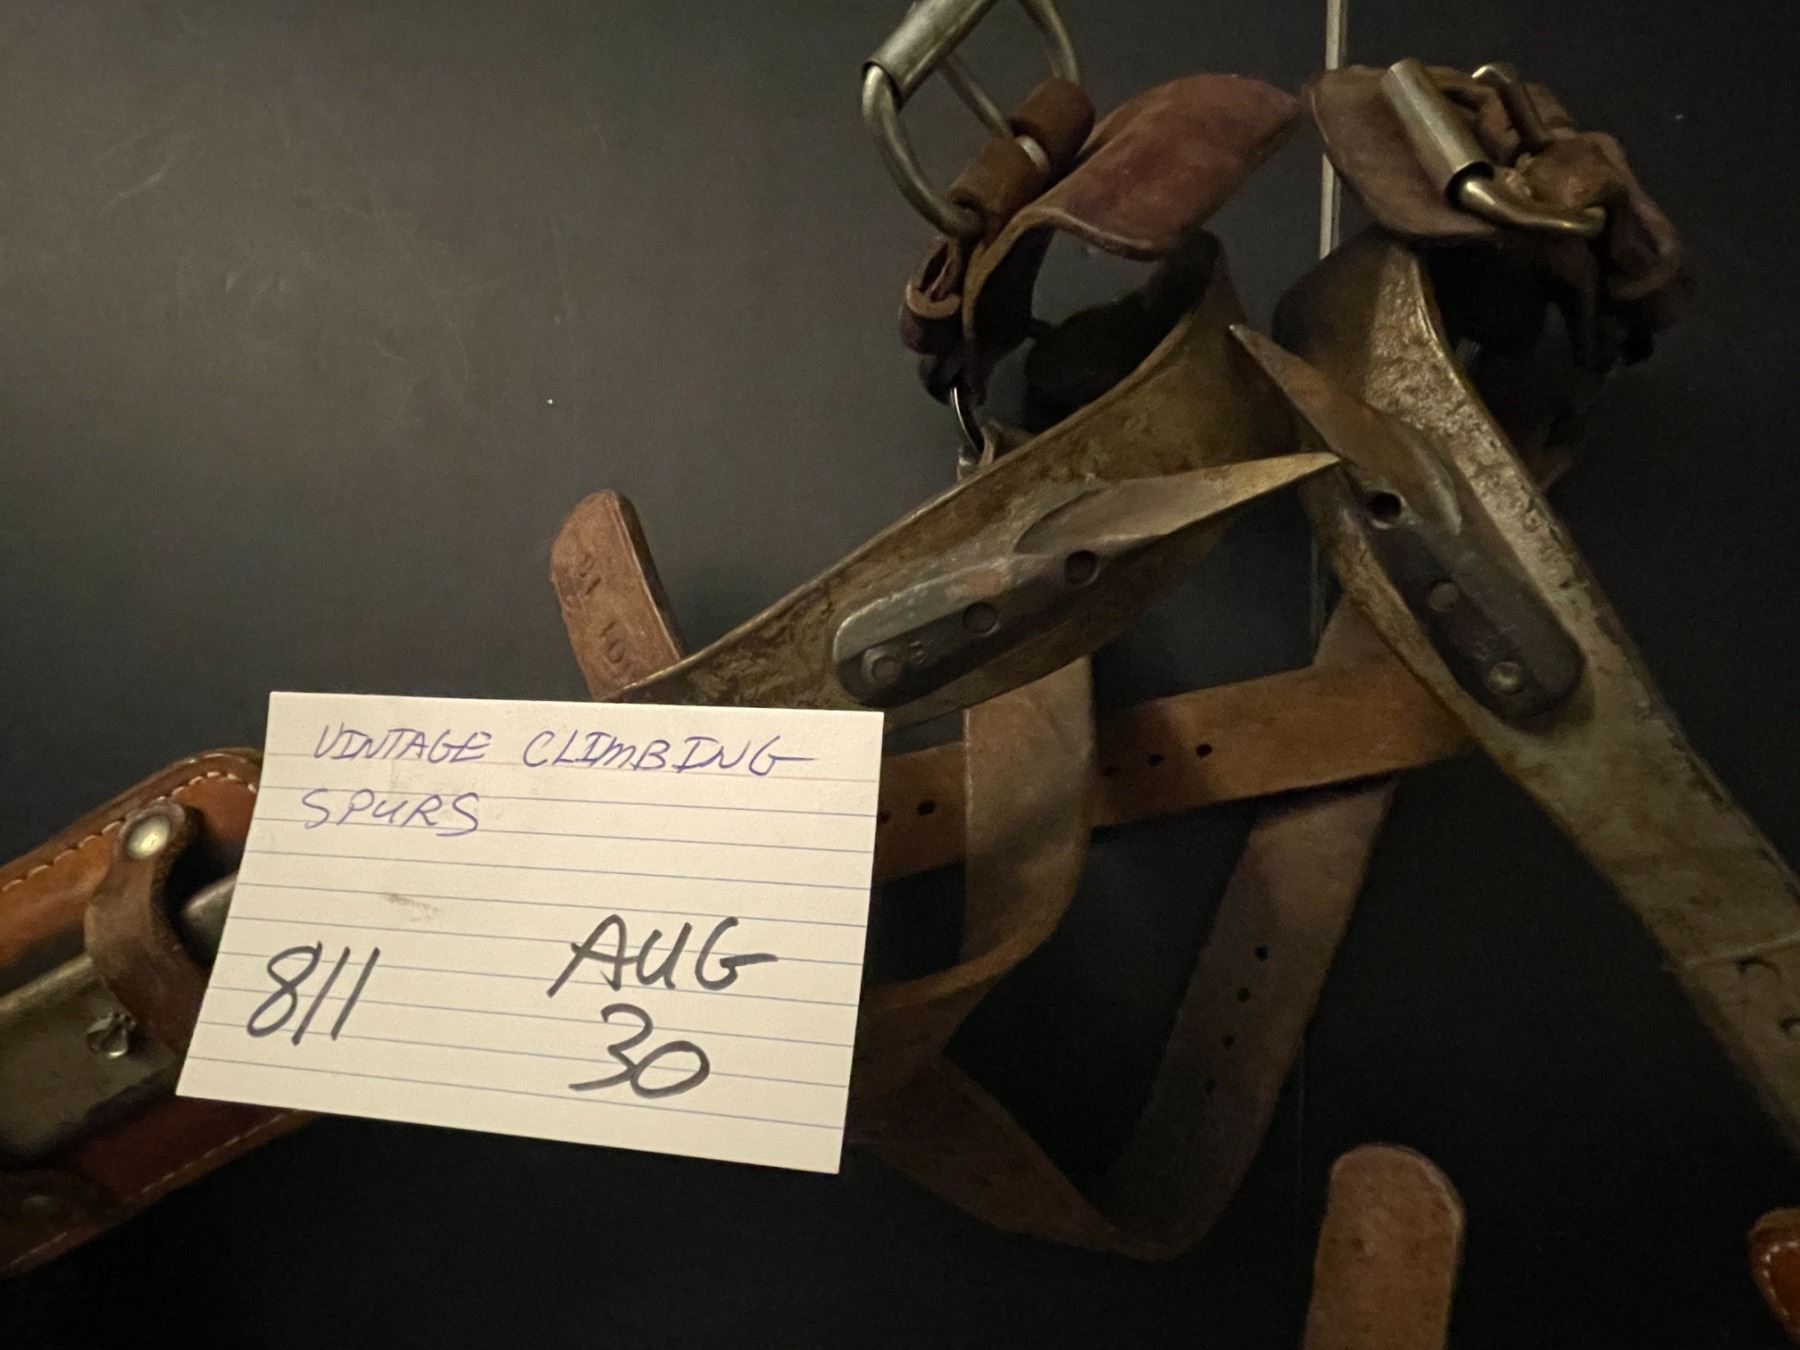 VINTAGE CLIMBING
SPURS
AUG
811
30